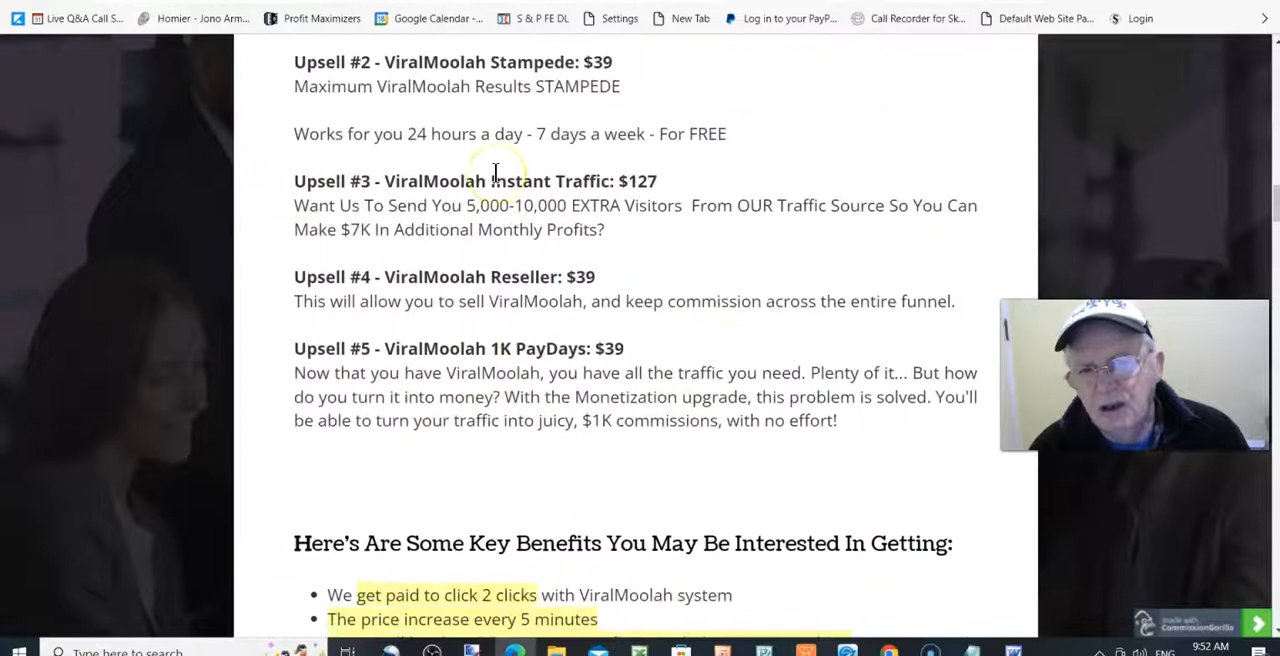 Live Q&A Call S... Homier - Jono Arm... Profit Maximizers Google Calendar -... S & P FE DL Settings New Tab Log in to your PayP... Call Recorder for Sk... Default Web Site Pa... Login
Upsell #2 - ViralMoolah Stampede: $39
Maximum ViralMoolah Results STAMPEDE
Works for you 24 hours a day - 7 days a week - For FREE
Upsell #3 - ViralMoolah Instant Traffic: $127
Want Us To Send You 5,000-10,000 EXTRA Visitors From OUR Traffic Source So You Can
Make $7K In Additional Monthly Profits?
Upsell #4 - ViralMoolah Reseller: $39
This will allow you to sell ViralMoolah, and keep commission across the entire funnel.
Upsell #5 - ViralMoolah 1K PayDays: $39
Now that you have ViralMoolah, you have all the traffic you need. Plenty of it... But how
do you turn it into money? With the Monetization upgrade, this problem is solved. You'll
be able to turn your traffic into juicy, $1K commissions, with no effort!
Here's Are Some Key Benefits You May Be Interested In Getting:
We get paid to click 2 clicks with ViralMoolah system
The price increase every 5 minutes
made with
CommissionGorilla
Type here to search
ENG
9:52 AM